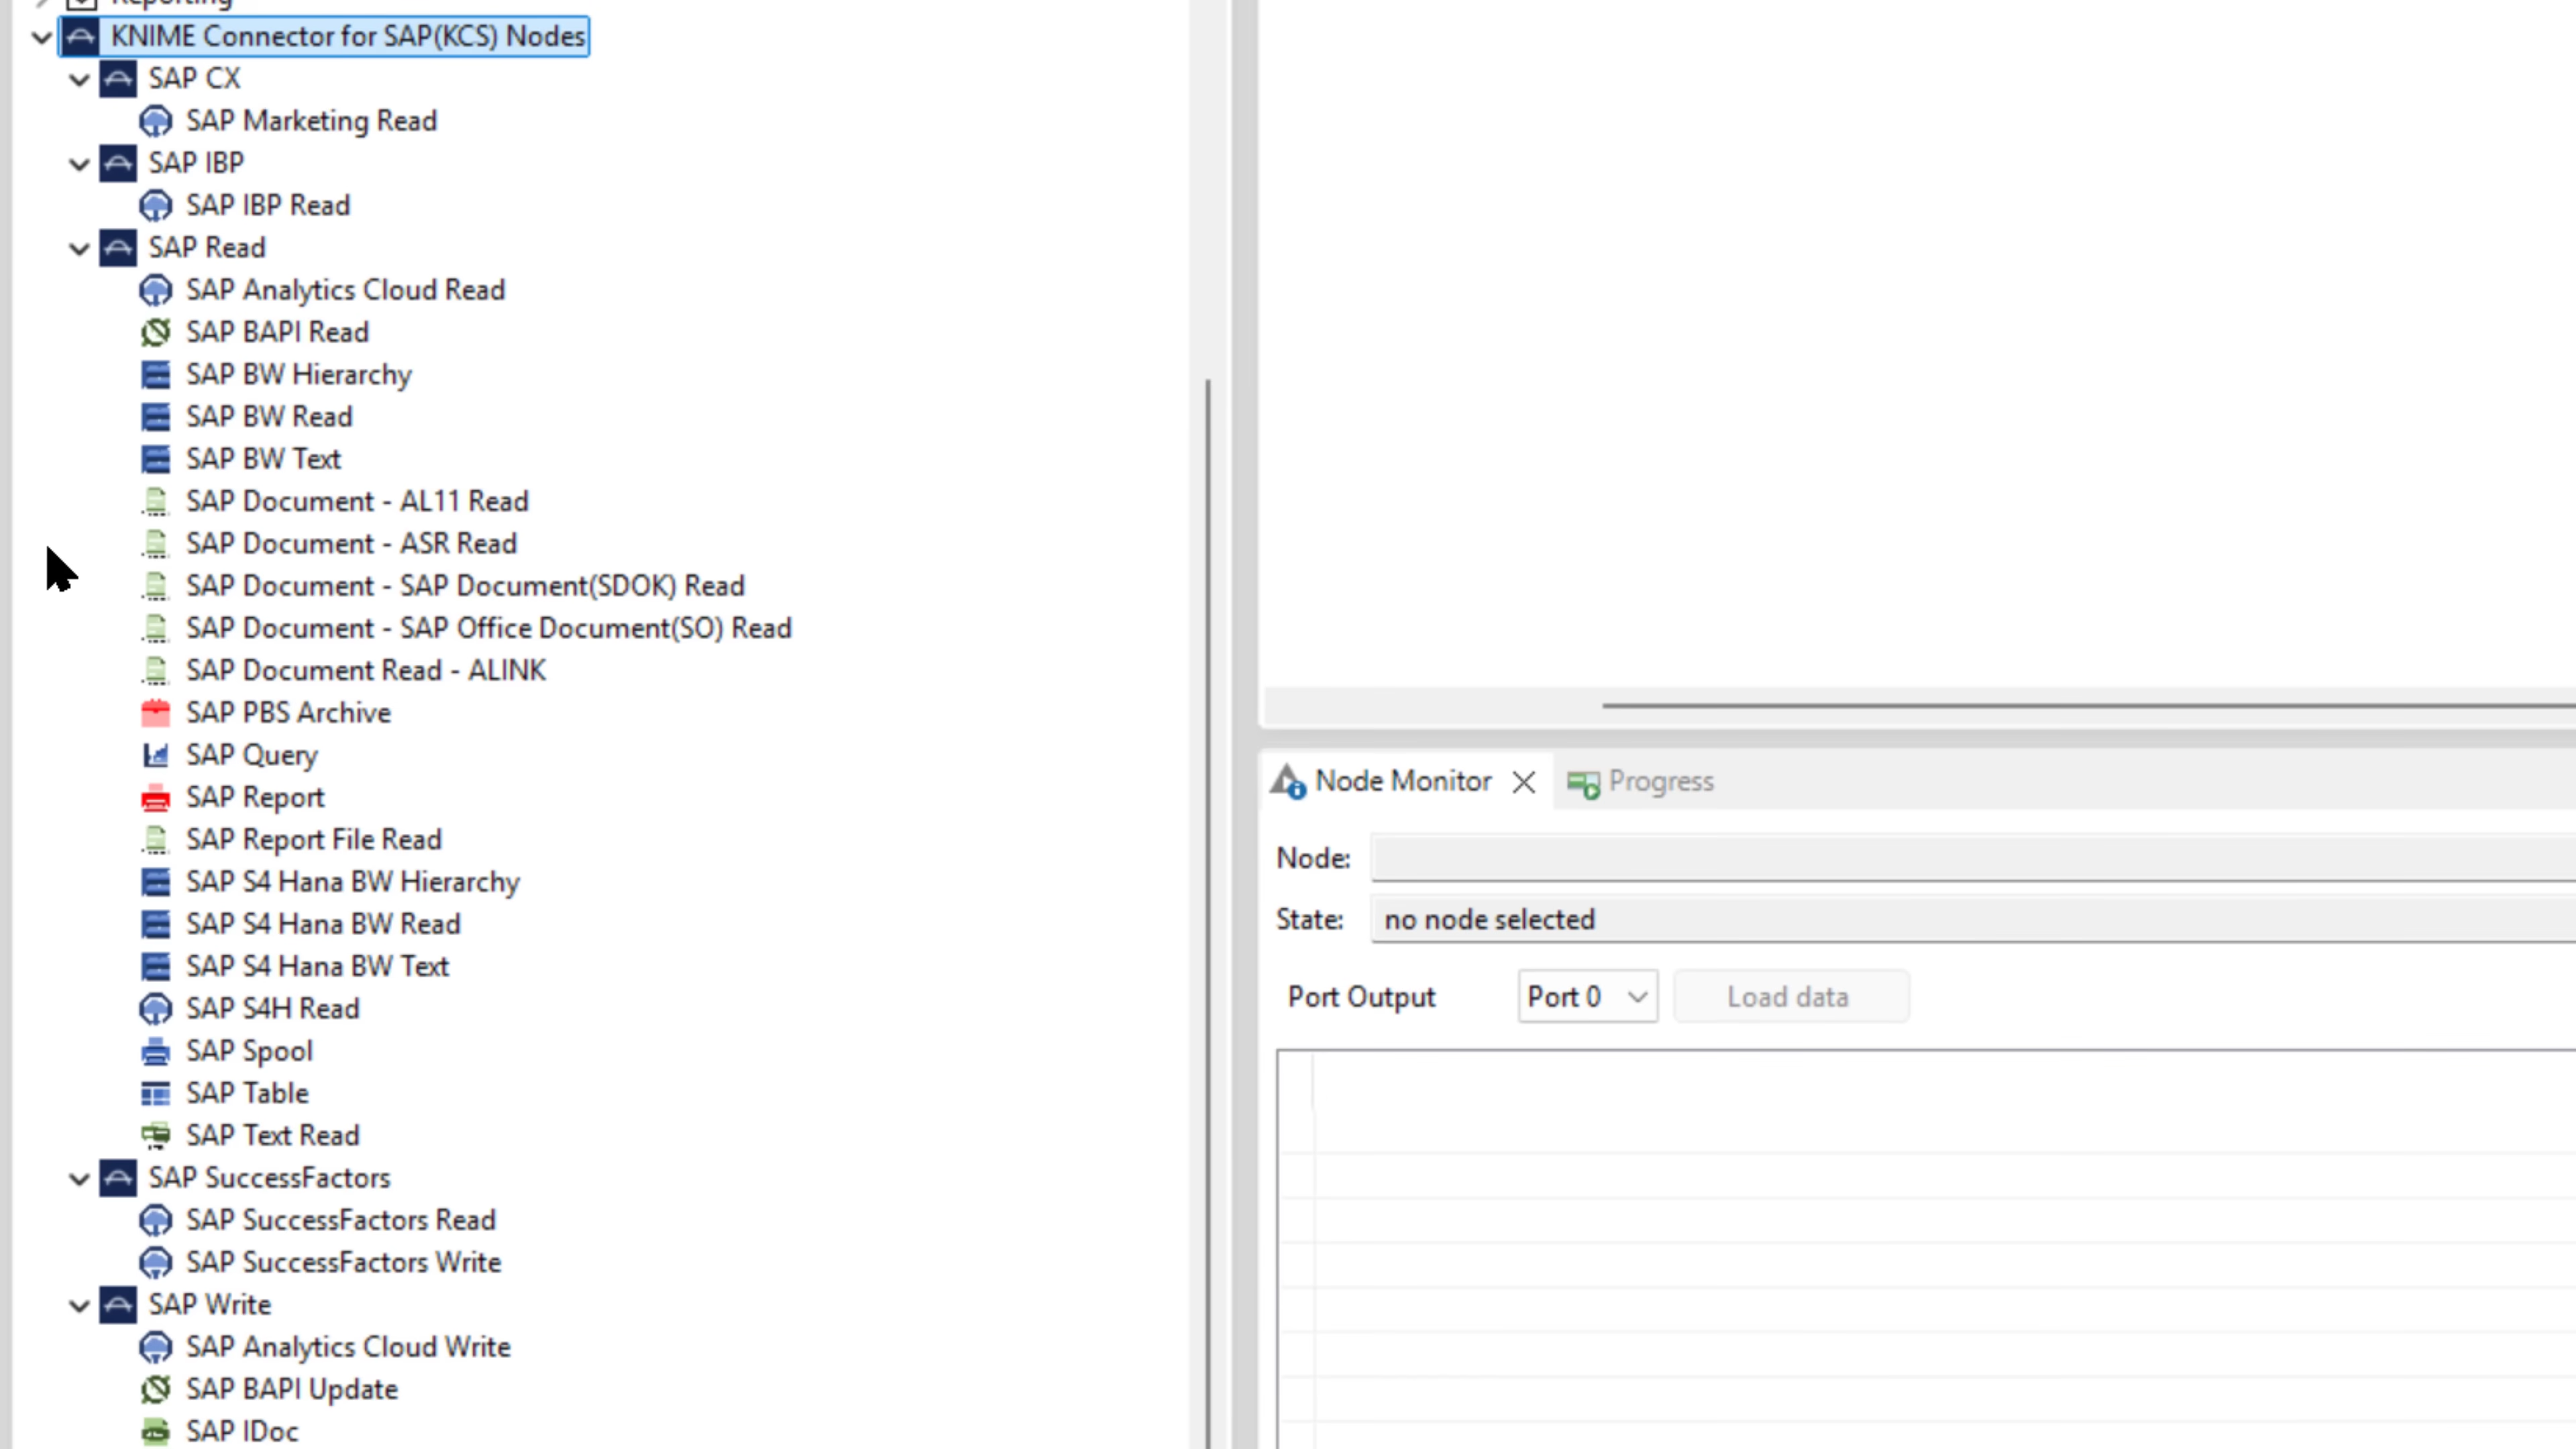 Reporting
KNIME Connector for SAP(KCS) Nodes
SAP CX
SAP Marketing Read
SAP IBP
SAP IBP Read
SAP Read
SAP Analytics Cloud Read
SAP BAPI Read
SAP BW Hierarchy
SAP BW Read
SAP BW Text
SAP Document - AL11 Read
SAP Document - ASR Read
SAP Document - SAP Document(SDOK) Read
SAP Document - SAP Office Document(SO) Read
SAP Document Read - ALINK
SAP PBS Archive
SAP Query
SAP Report
SAP Report File Read
SAP S4 Hana BW Hierarchy
SAP S4 Hana BW Read
SAP S4 Hana BW Text
SAP S4H Read
SAP Spool
SAP Table
SAP Text Read
SAP SuccessFactors
SAP SuccessFactors Read
SAP SuccessFactors Write
SAP Write
SAP Analytics Cloud Write
SAP BAPI Update
SAP IDoc
Node Monitor Progress
Node:
State: no node selected
Port Output Port 0 Load data